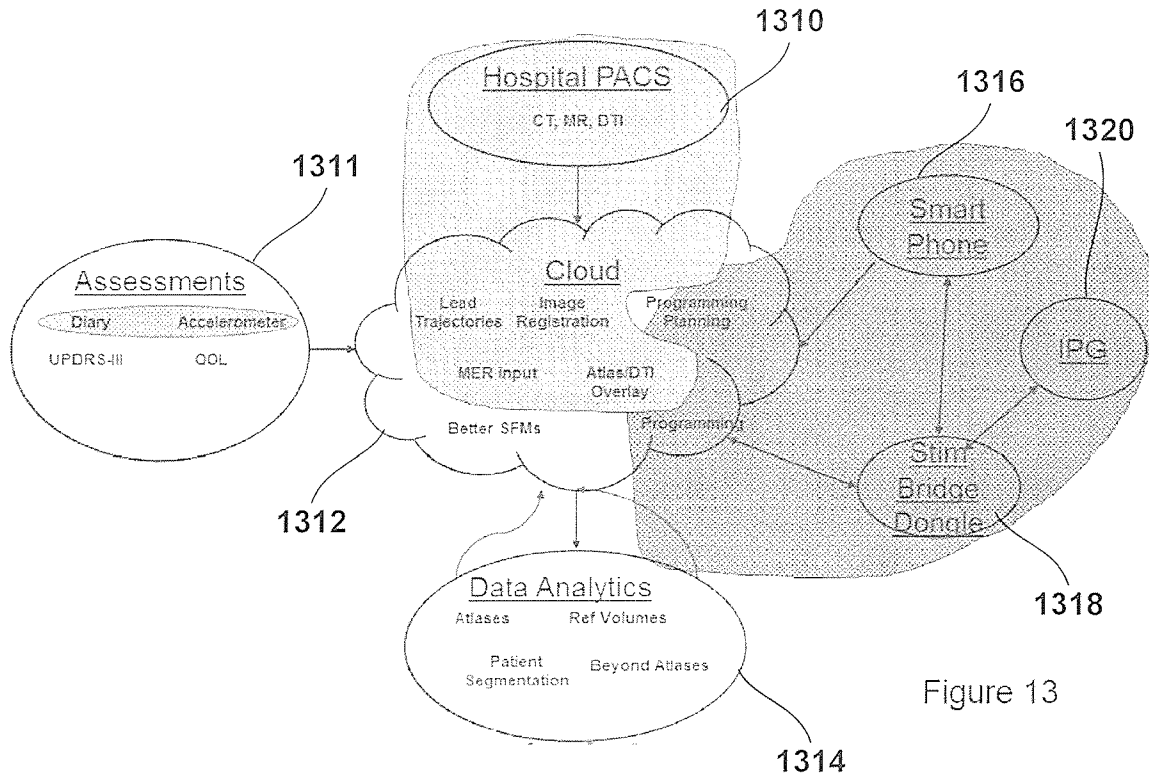 1310
Hospital PACS
CT, MR, DTI
1316
1320
1311
Smart
Phone
Assessments
Diary Accelerometer
UPDRS-III QOL
Cloud
Lead
Trajectories
Image
Registration
Programming
Planning
IPG
MER Input
Atlas/DTI
Overlay
Better SFMs
Programming
Stim
Bridge
Dongle
1312
1318
Data Analytics
Atlases Ref Volumes
Patient
Segmentation
Beyond Atlases
Figure 13
1314